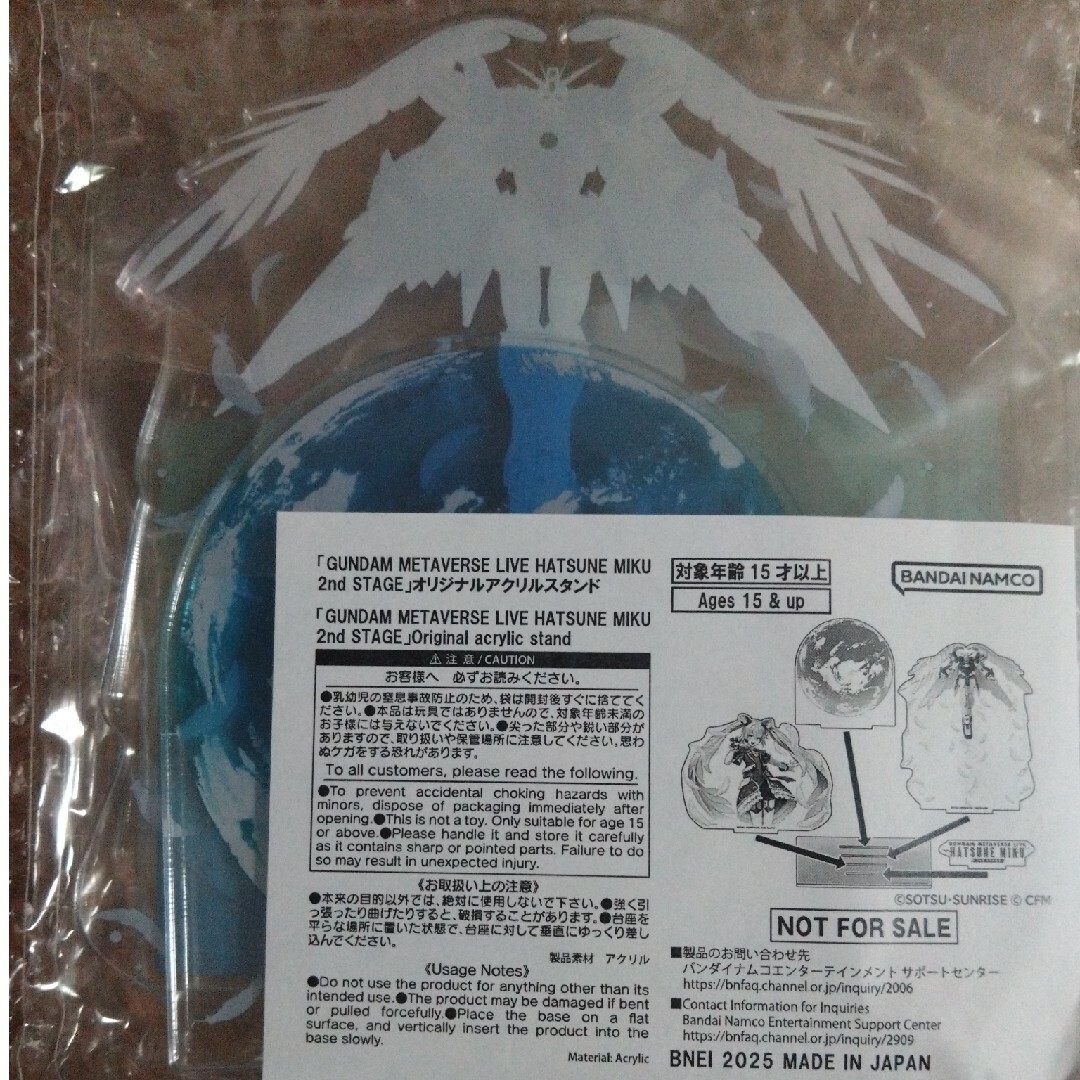 「GUNDAM METAVERSE LIVE HATSUNE MIKU
2nd STAGE」オリジナルアクリルスタンド
「GUNDAM METAVERSE LIVE HATSUNE MIKU
2nd STAGE」Original acrylic stand
⚠注 意/CAUTION
お客様へ 必ずお読みください。
●乳幼児の窒息事故防止のため、袋は開封後すぐに捨ててく
ださい。●本品は玩具ではありませんので、対象年齢未満の
お子様には与えないでください。●尖った部分や鋭い部分が
ありますので、取り扱いや保管場所に注意してください。思わ
ぬケガをする恐れがあります。
To all customers, please read the following.
●To prevent accidental choking hazards with
minors, dispose of packaging immediately after
opening.●This is not a toy. Only suitable for age 15
or above.●Please handle it and store it carefully
as it contains sharp or pointed parts. Failure to do
so may result in unexpected injury.
《お取扱い上の注意》
●本来の目的以外では、絶対に使用しないで下さい。●強く引
っ張ったり曲げたりすると、破損することがあります。●台座を
平らな場所に置いた状態で、台座に対して垂直にゆっくり差し
込んでください。
製品素材 アクリル
《Usage Notes》
●Do not use the product for anything other than its
intended use.●The product may be damaged if bent
or pulled forcefully.●Place the base on a flat
surface, and vertically insert the product into the
base slowly.
Material: Acrylic
対象年齢 15 才以上
Ages 15 & up
BANDAI NAMCO
GUNDAM METAVERSE LIVE
HATSUNE MIKU
©SOTSU・SUNRISE © CFM
NOT FOR SALE
■製品のお問い合わせ先
バンダイナムコエンターテインメント サポートセンター
https://bnfaq.channel.or.jp/inquiry/2006
■Contact Information for Inquiries
Bandai Namco Entertainment Support Center
https://bnfaq.channel.or.jp/inquiry/2909
BNEI 2025 MADE IN JAPAN